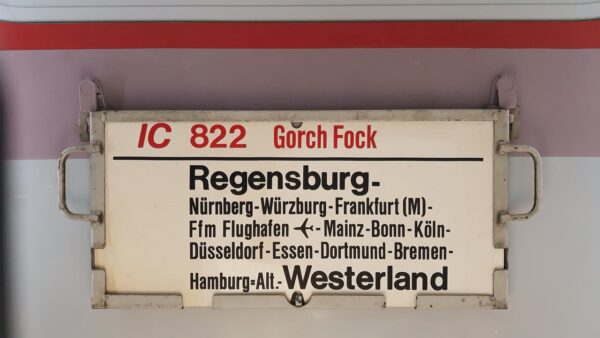 IC 822 Gorch Fock
Regensburg-
Nürnberg-Würzburg-Frankfurt (M)-
Ffm Flughafen ✈-Mainz-Bonn-Köln-
Düsseldorf-Essen-Dortmund-Bremen-
Hamburg-Alt.-Westerland